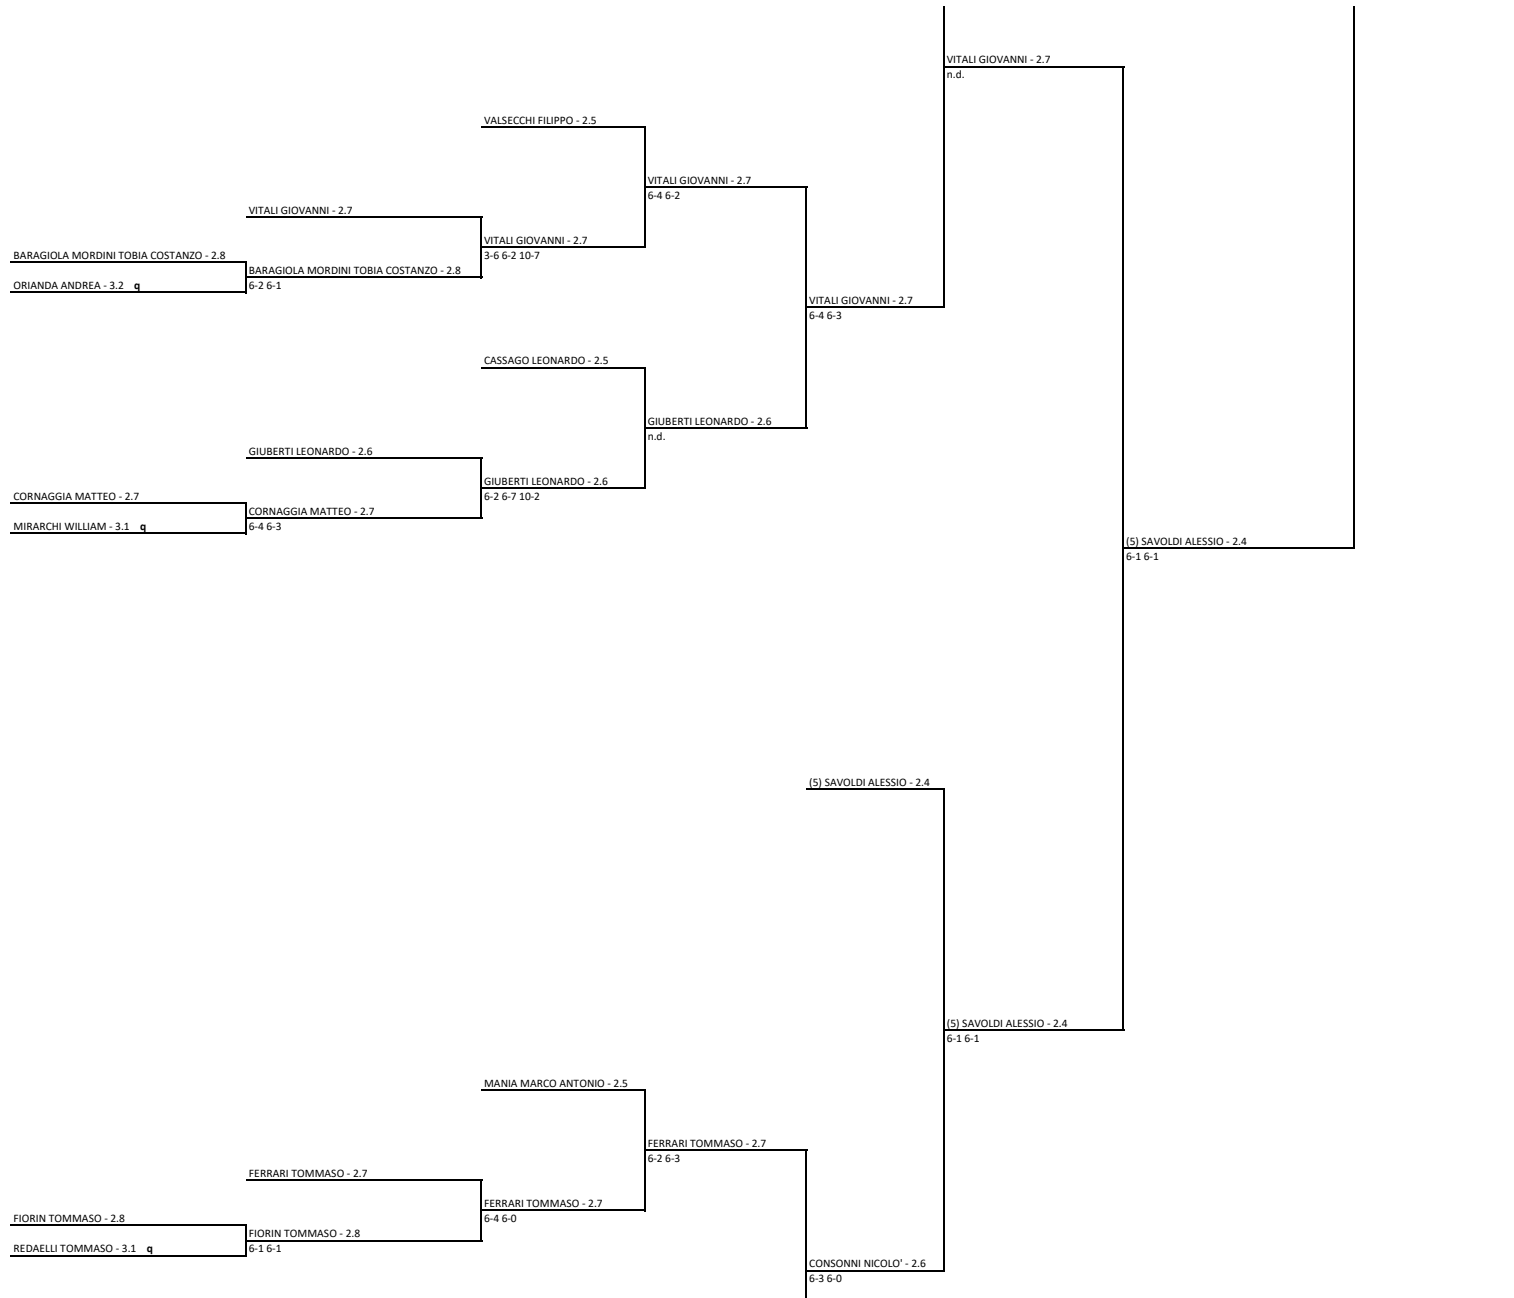 VITALI GIOVANNI - 2.7
n.d.
VALSECCHI FILIPPO - 2.5
VITALI GIOVANNI - 2.7
6-4 6-2
VITALI GIOVANNI - 2.7
VITALI GIOVANNI - 2.7
3-6 6-2 10-7
BARAGIOLA MORDINI TOBIA COSTANZO - 2.8
BARAGIOLA MORDINI TOBIA COSTANZO - 2.8
6-2 6-1
ORIANDA ANDREA - 3.2 q
VITALI GIOVANNI - 2.7
6-4 6-3
CASSAGO LEONARDO - 2.5
GIUBERTI LEONARDO - 2.6
n.d.
GIUBERTI LEONARDO - 2.6
GIUBERTI LEONARDO - 2.6
6-2 6-7 10-2
CORNAGGIA MATTEO - 2.7
CORNAGGIA MATTEO - 2.7
6-4 6-3
MIRARCHI WILLIAM - 3.1 q
(5) SAVOLDI ALESSIO - 2.4
6-1 6-1
(5) SAVOLDI ALESSIO - 2.4
(5) SAVOLDI ALESSIO - 2.4
6-1 6-1
MANIA MARCO ANTONIO - 2.5
FERRARI TOMMASO - 2.7
6-2 6-3
FERRARI TOMMASO - 2.7
FERRARI TOMMASO - 2.7
6-4 6-0
FIORIN TOMMASO - 2.8
FIORIN TOMMASO - 2.8
6-1 6-1
REDAELLI TOMMASO - 3.1 q
CONSONNI NICOLO' - 2.6
6-3 6-0